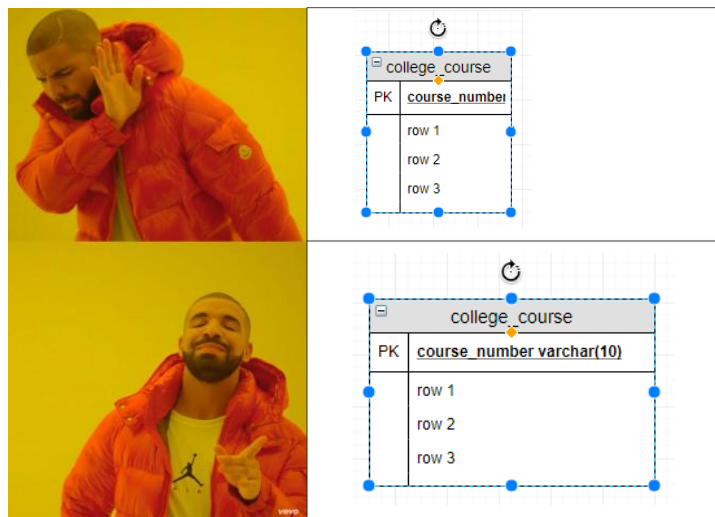 college_course
PK course_number
row 1
row 2
row 3
college_course
PK course_number varchar(10)
row 1
row 2
row 3
vevo